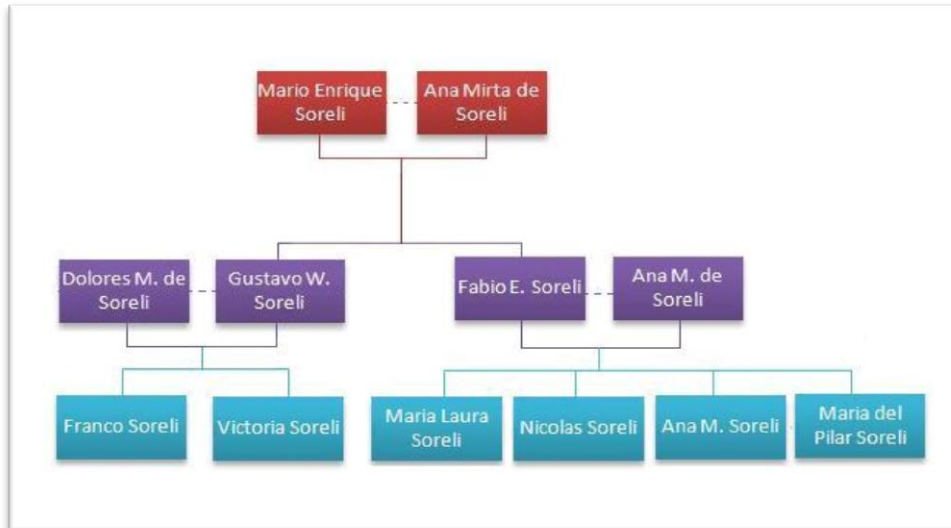 Mario Enrique
Soreli
Ana Mirta de
Soreli
Dolores M. de
Soreli
Gustavo W.
Soreli
Fabio E. Soreli
Ana M. de
Soreli
Franco Soreli
Victoria Soreli
Maria Laura
Soreli
Nicolas Soreli
Ana M. Soreli
Maria del
Pilar Soreli